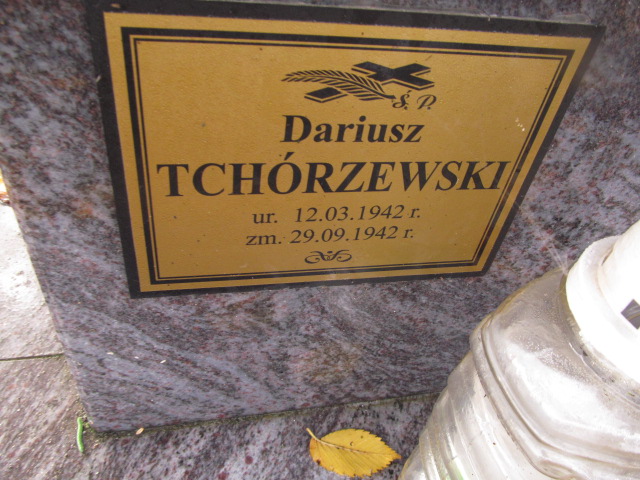 Ś. P.
Dariusz
TCHÓRZEWSKI
ur. 12.03.1942 r.
zm. 29.09.1942 r.